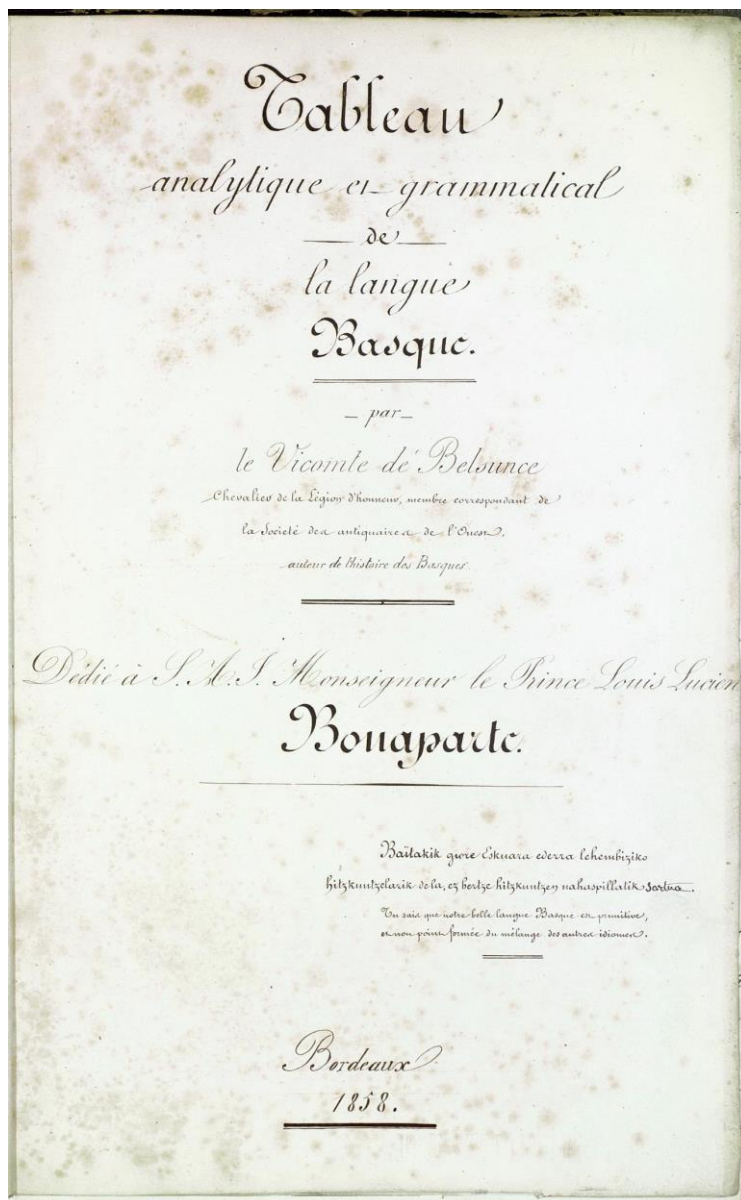 Tableau
analytique et grammatical
de
la langue
Basque.
par
le Vicomte de Belsunce
Chevalier de la Légion d'honneur, membre correspondant de
la Société des antiquaires de l'Ouest.
auteur de l'histoire des Basques.
Dédié à S. A. I. Monseigneur le Prince Louis Lucien
Bonaparte.
Baïtakik gure Eskuara ederra lehembiziko
hitzkuntzelarik dela, ez bertze hitzkuntzen nahaspillatik sortua.
Tu sais que notre belle langue Basque est primitive,
et non point formée du mélange des autres idiomes.
Bordeaux
1858.